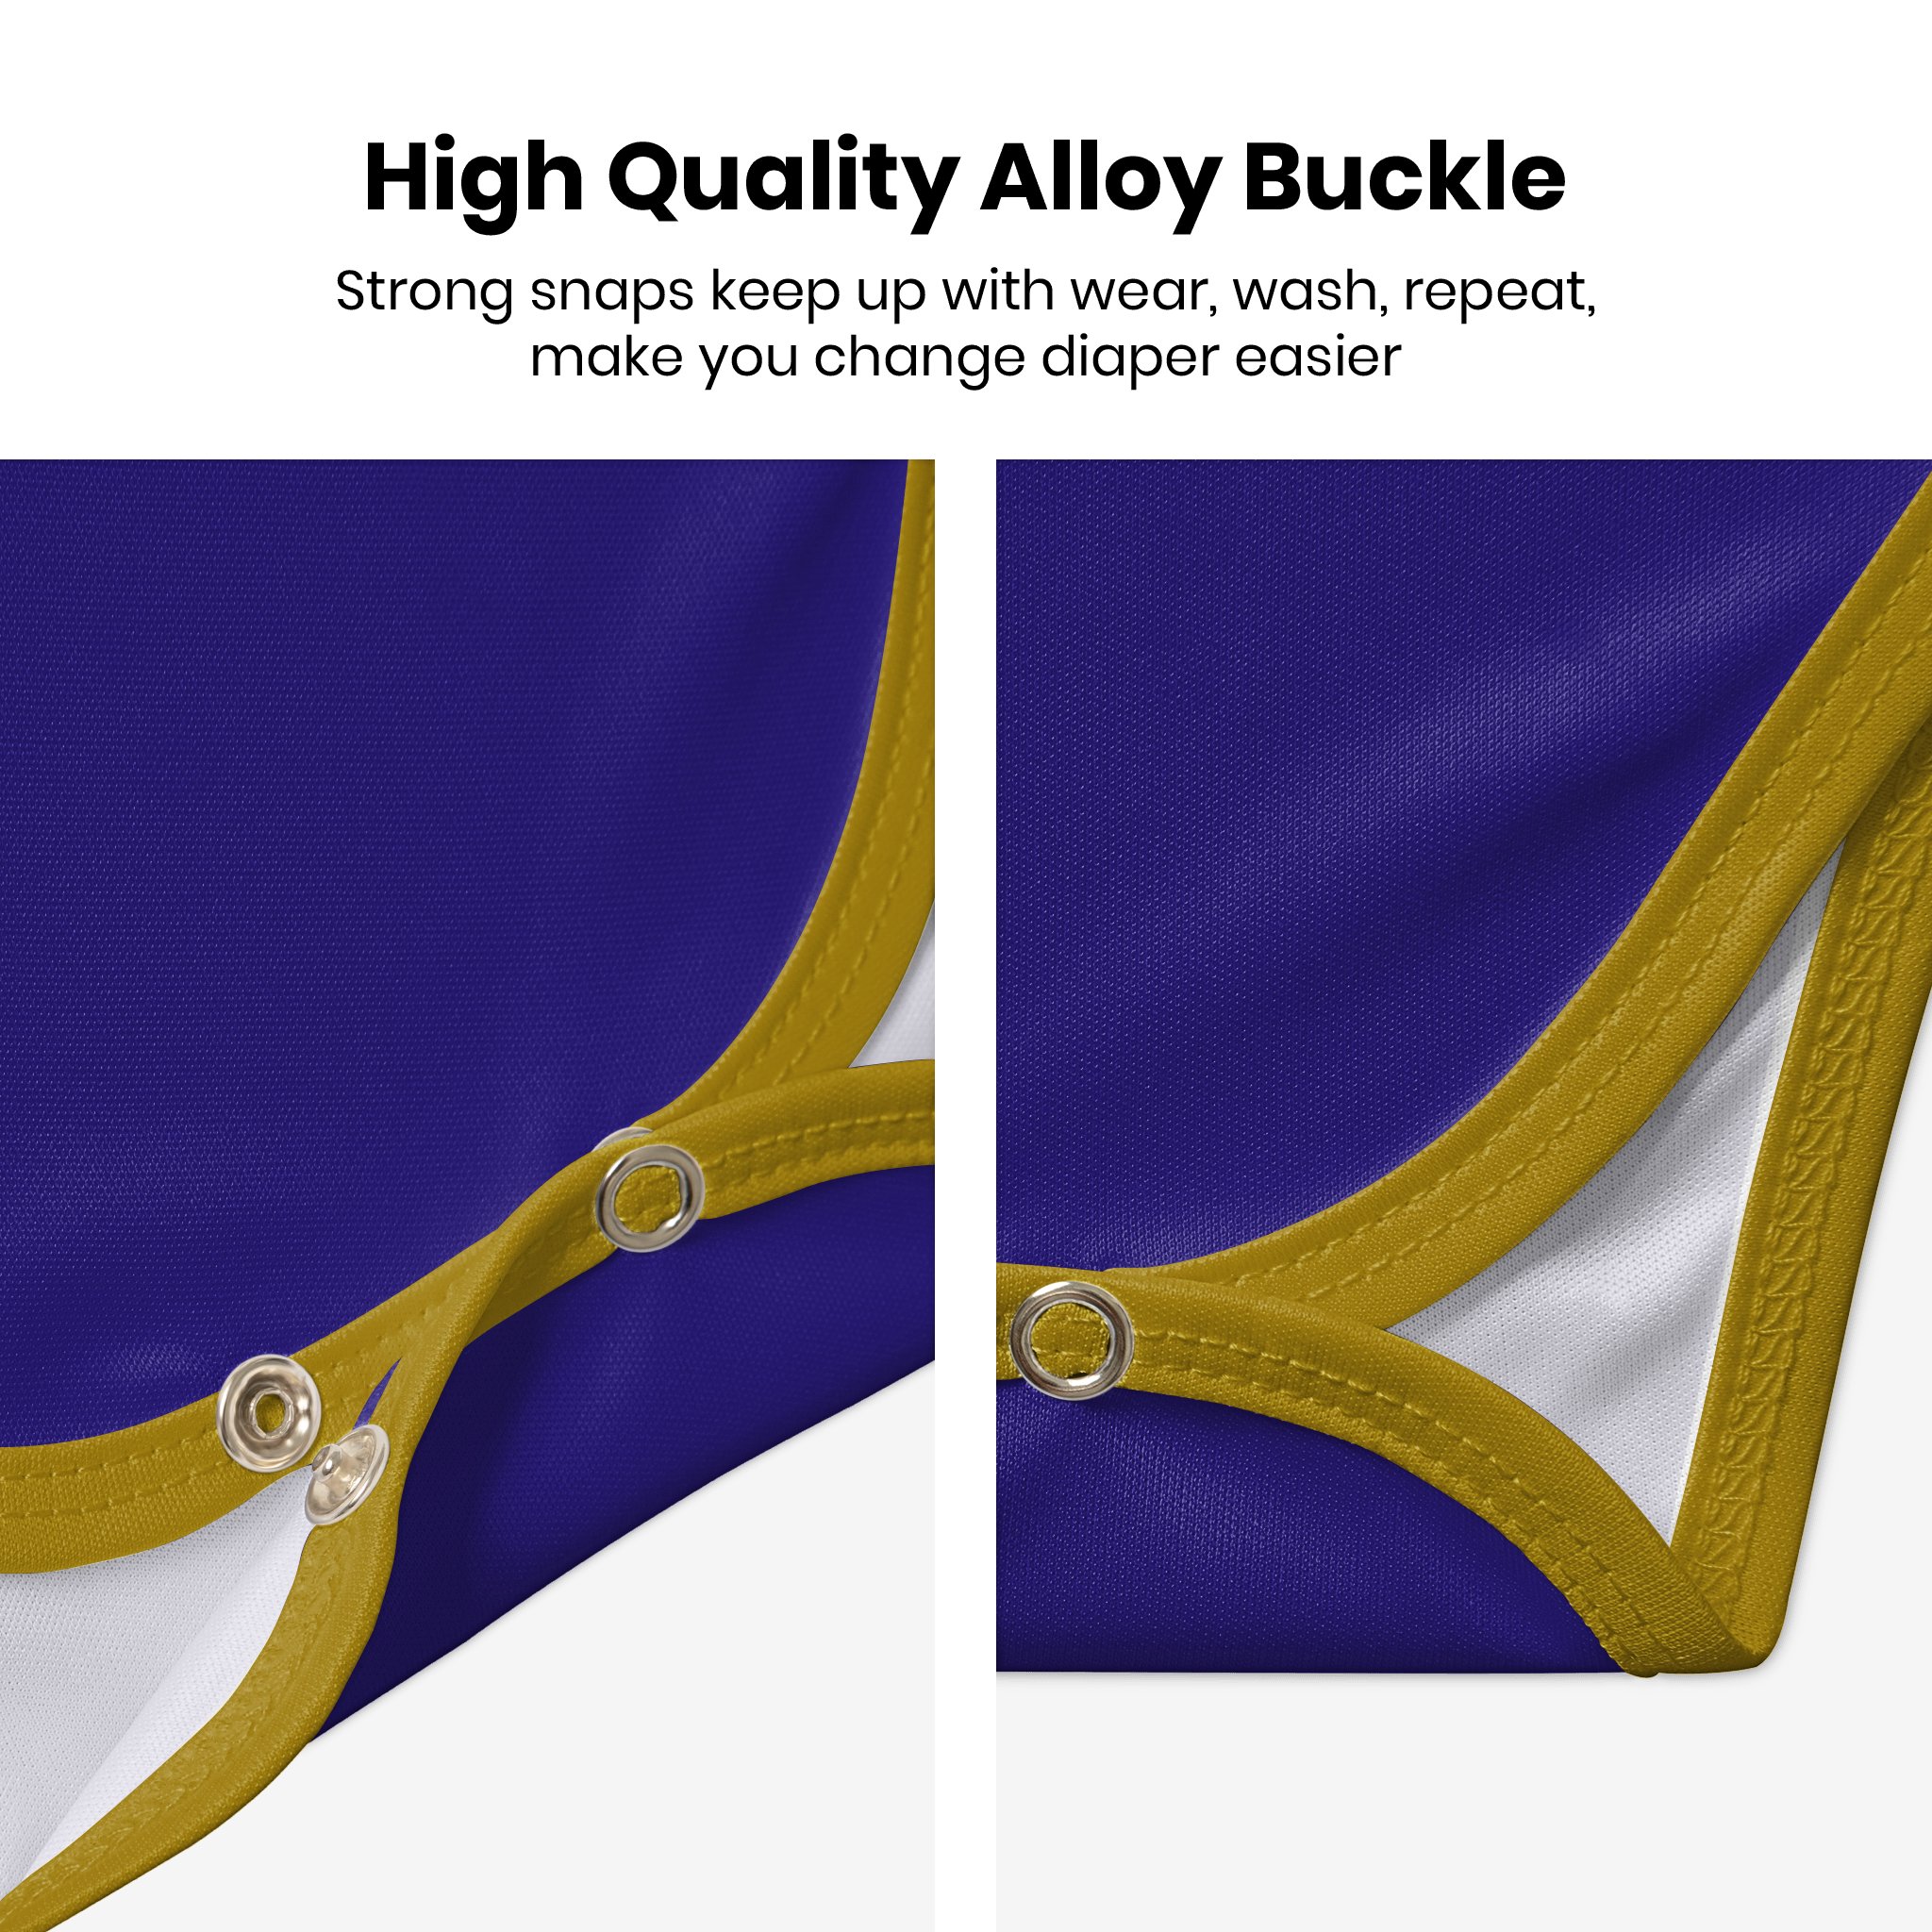 High Quality Alloy Buckle
Strong snaps keep up with wear, wash, repeat,
make you change diaper easier